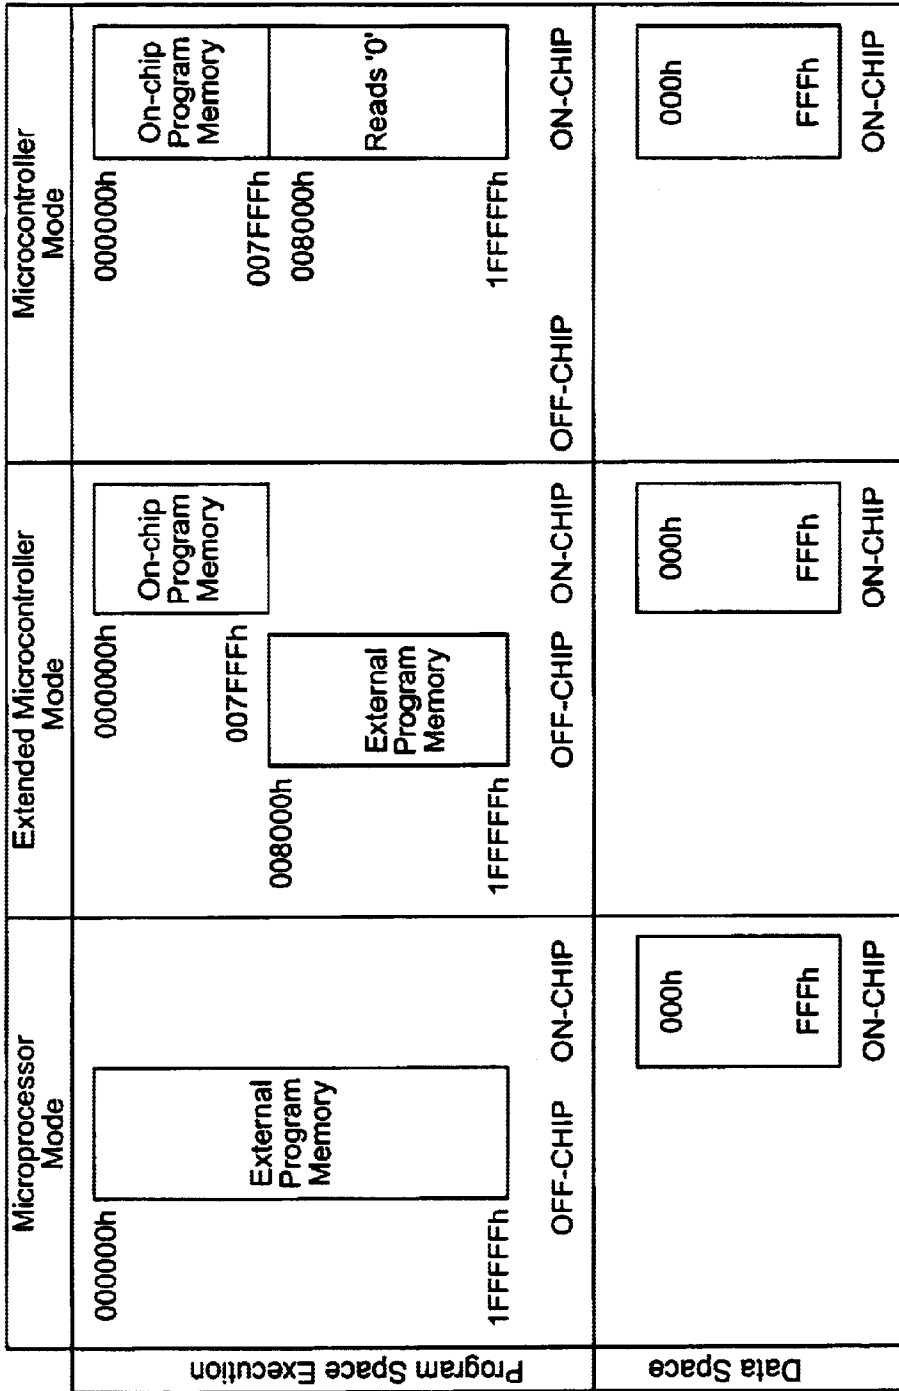 Microprocessor
Mode
Extended Microcontroller
Mode
Microcontroller
Mode
Program Space Execution
000000h
External
Program
Memory
1FFFFFh
OFF-CHIP ON-CHIP
000000h
On-chip
Program
Memory
007FFFh
008000h
External
Program
Memory
1FFFFFh
OFF-CHIP ON-CHIP
000000h
On-chip
Program
Memory
007FFFh
008000h
Reads '0'
1FFFFFh
OFF-CHIP ON-CHIP
Data Space
000h
FFFh
ON-CHIP
000h
FFFh
ON-CHIP
000h
FFFh
ON-CHIP